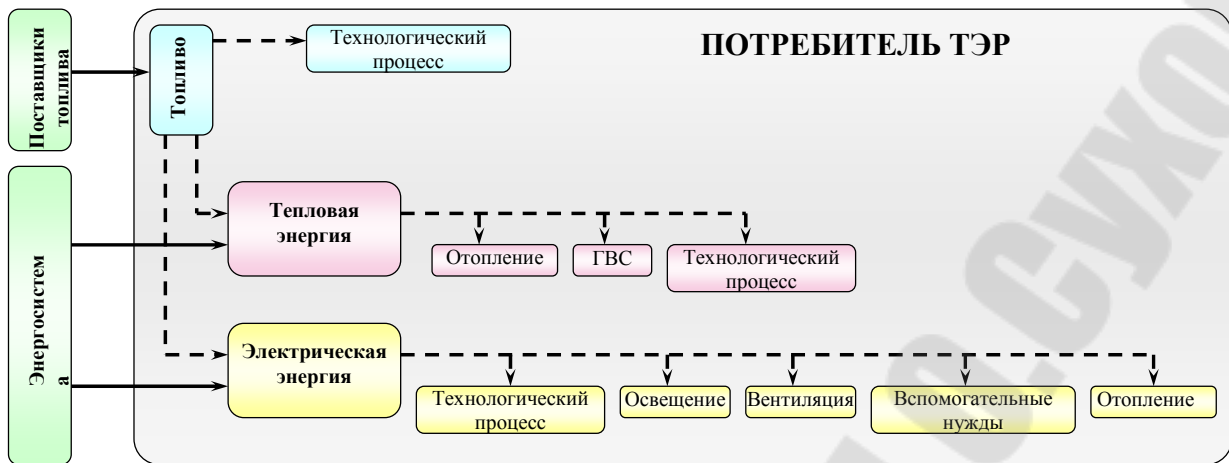 Поставщики
топлива
Топливо
Технологический
процесс
ПОТРЕБИТЕЛЬ ТЭР
Энергосистем
а
Тепловая
энергия
Отопление
ГВС
Технологический
процесс
Электрическая
энергия
Технологический
процесс
Освещение
Вентиляция
Вспомогательные
нужды
Отопление